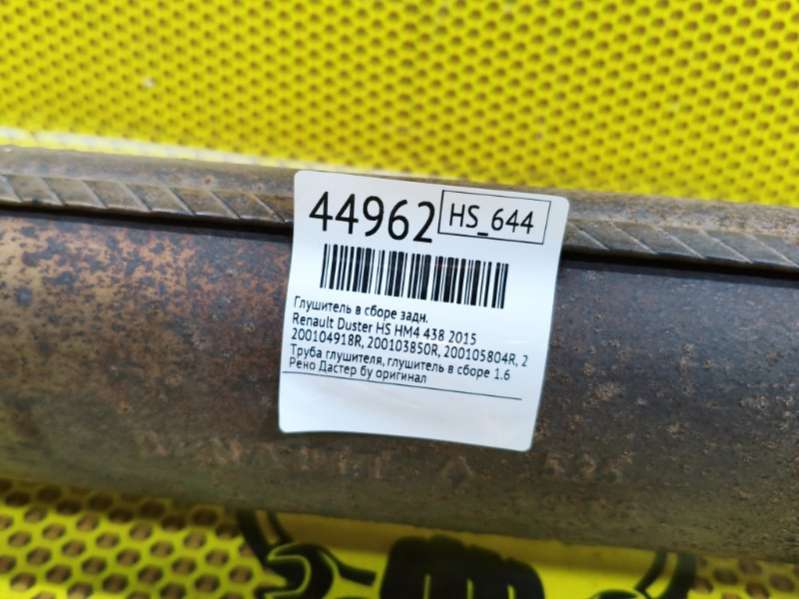 44962 HS_644
Глушитель в сборе задн.
Renault Duster HS HM4 438 2015
200104918R, 200103850R, 200105804R, 2
Труба глушителя, глушитель в сборе 1.6
Рено Дастер бу оригинал